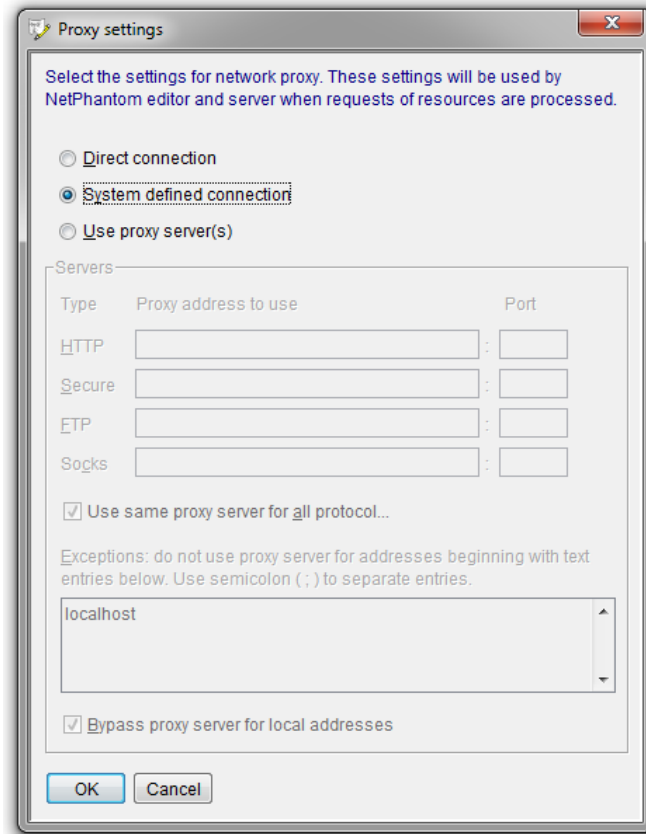 Proxy settings
Select the settings for network proxy. These settings will be used by
NetPhantom editor and server when requests of resources are processed.
Direct connection
System defined connection
Use proxy server(s)
Servers
Type Proxy address to use Port
HTTP :
Secure :
FTP :
Socks :
Use same proxy server for all protocol...
Exceptions: do not use proxy server for addresses beginning with text
entries below. Use semicolon ( ; ) to separate entries.
localhost
Bypass proxy server for local addresses
OK Cancel